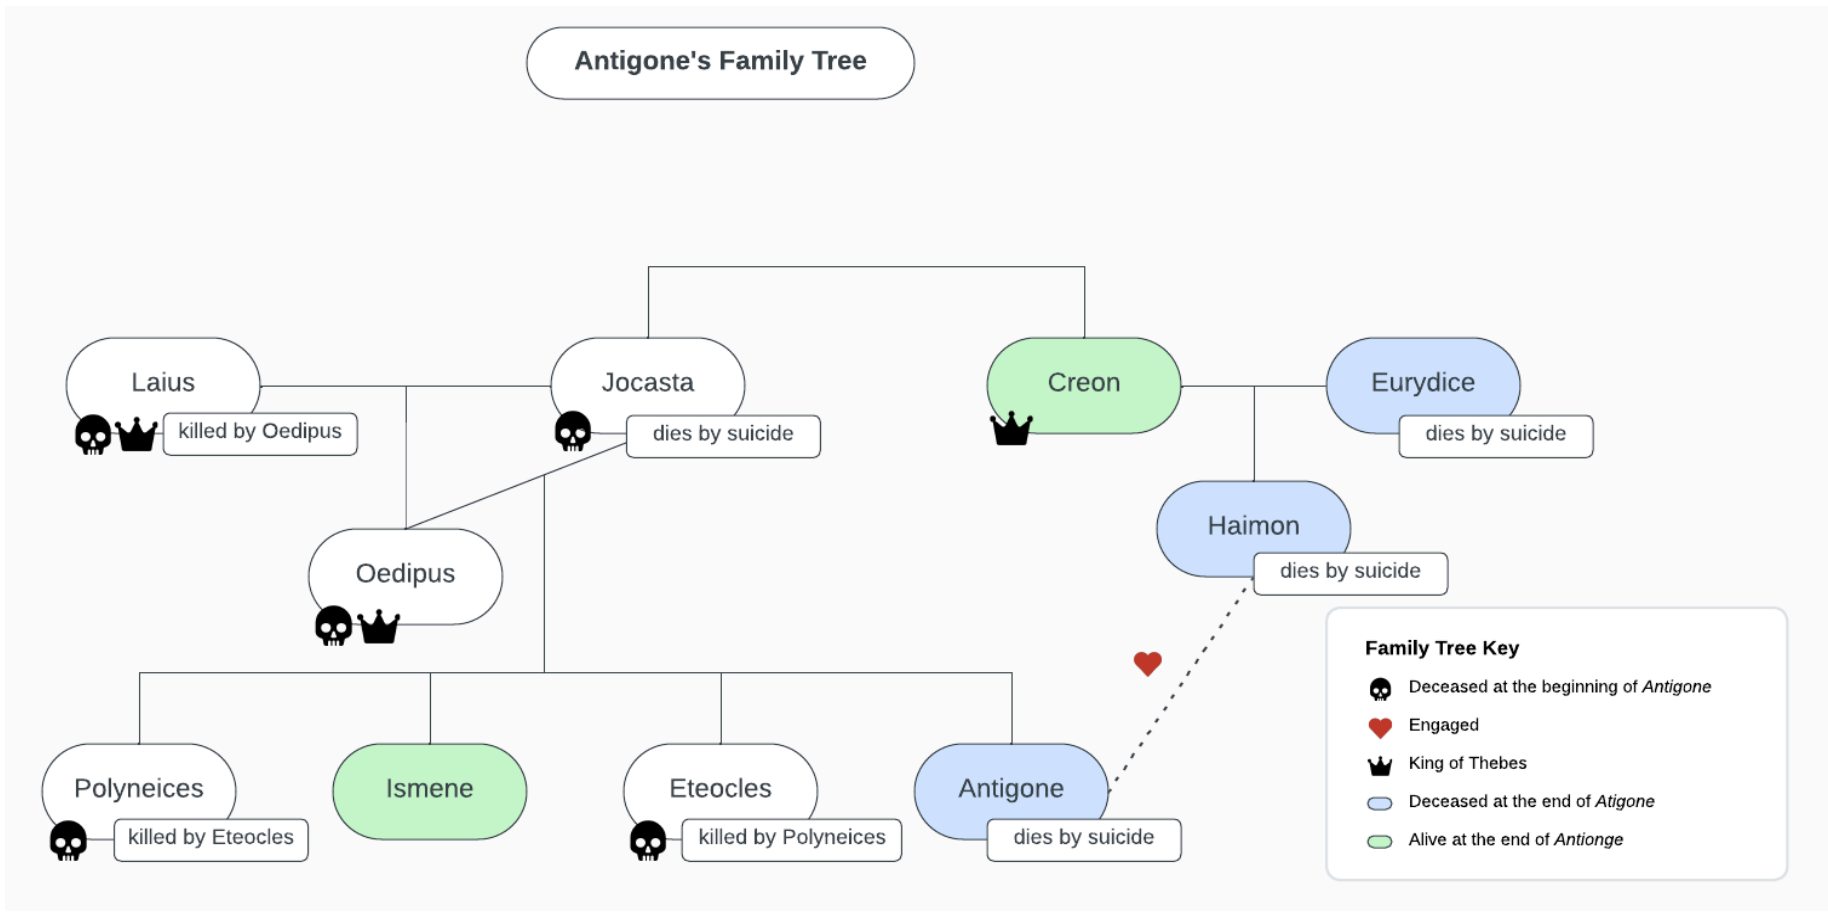 Antigone's Family Tree
Laius
killed by Oedipus
Jocasta
dies by suicide
Creon
Eurydice
dies by suicide
Haimon
dies by suicide
Oedipus
Polyneices
killed by Eteocles
Ismene
Eteocles
killed by Polyneices
Antigone
dies by suicide
Family Tree Key
Deceased at the beginning of Antigone
Engaged
King of Thebes
Deceased at the end of Atigone
Alive at the end of Antionge